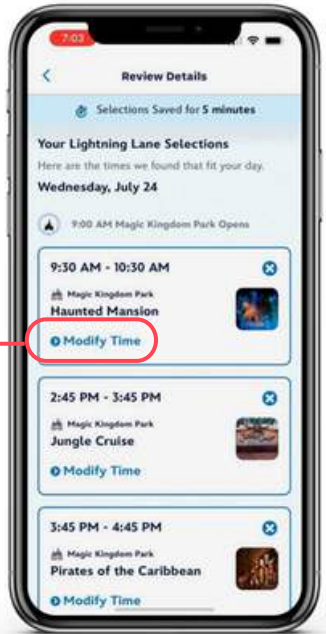 7:03
Review Details
Selections Saved for 5 minutes
Your Lightning Lane Selections
Here are the times we found that fit your day.
Wednesday, July 24
9:00 AM Magic Kingdom Park Opens
9:30 AM - 10:30 AM
Magic Kingdom Park
Haunted Mansion
Modify Time
2:45 PM - 3:45 PM
Magic Kingdom Park
Jungle Cruise
Modify Time
3:45 PM - 4:45 PM
Magic Kingdom Park
Pirates of the Caribbean
Modify Time